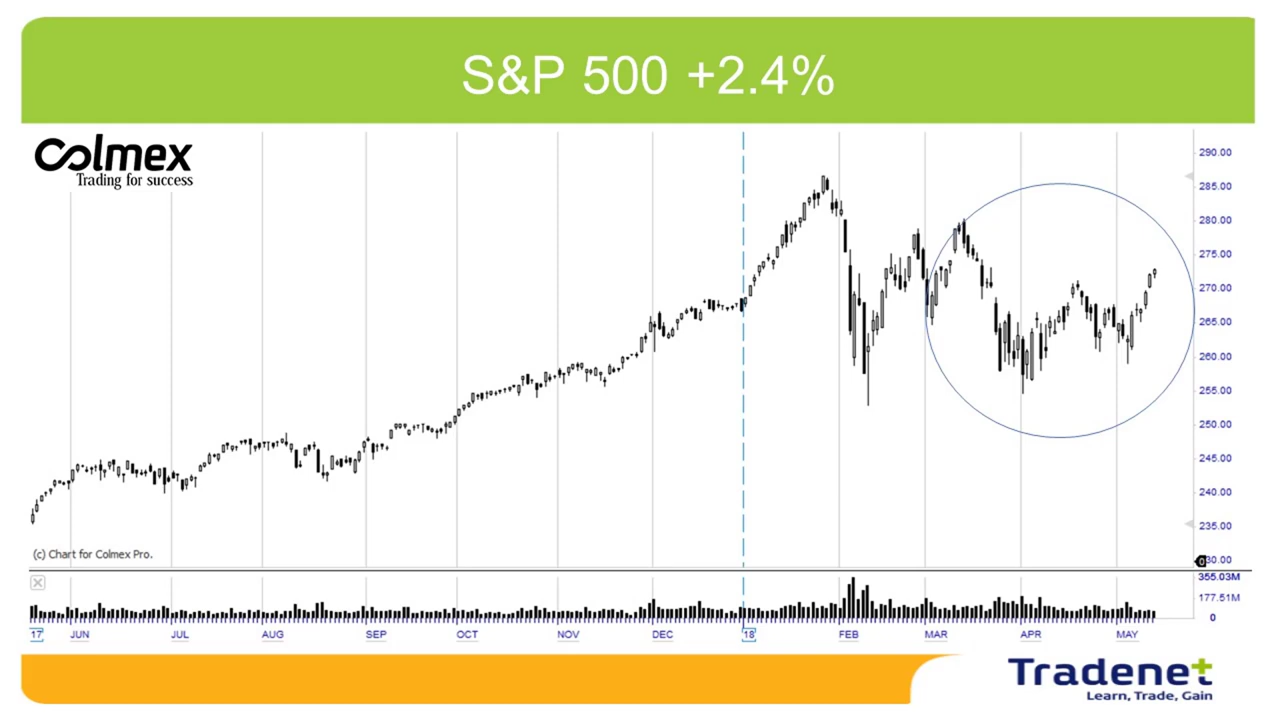 S&P 500 +2.4%
Colmex
Trading for success
290.00
285.00
280.00
275.00
270.00
265.00
260.00
255.00
250.00
245.00
240.00
235.00
0 30.00
(c) Chart for Colmex Pro.
355.03M
177.51M
0
17 JUN JUL AUG SEP OCT NOV DEC 18 FEB MAR APR MAY
Tradenet
Learn, Trade, Gain